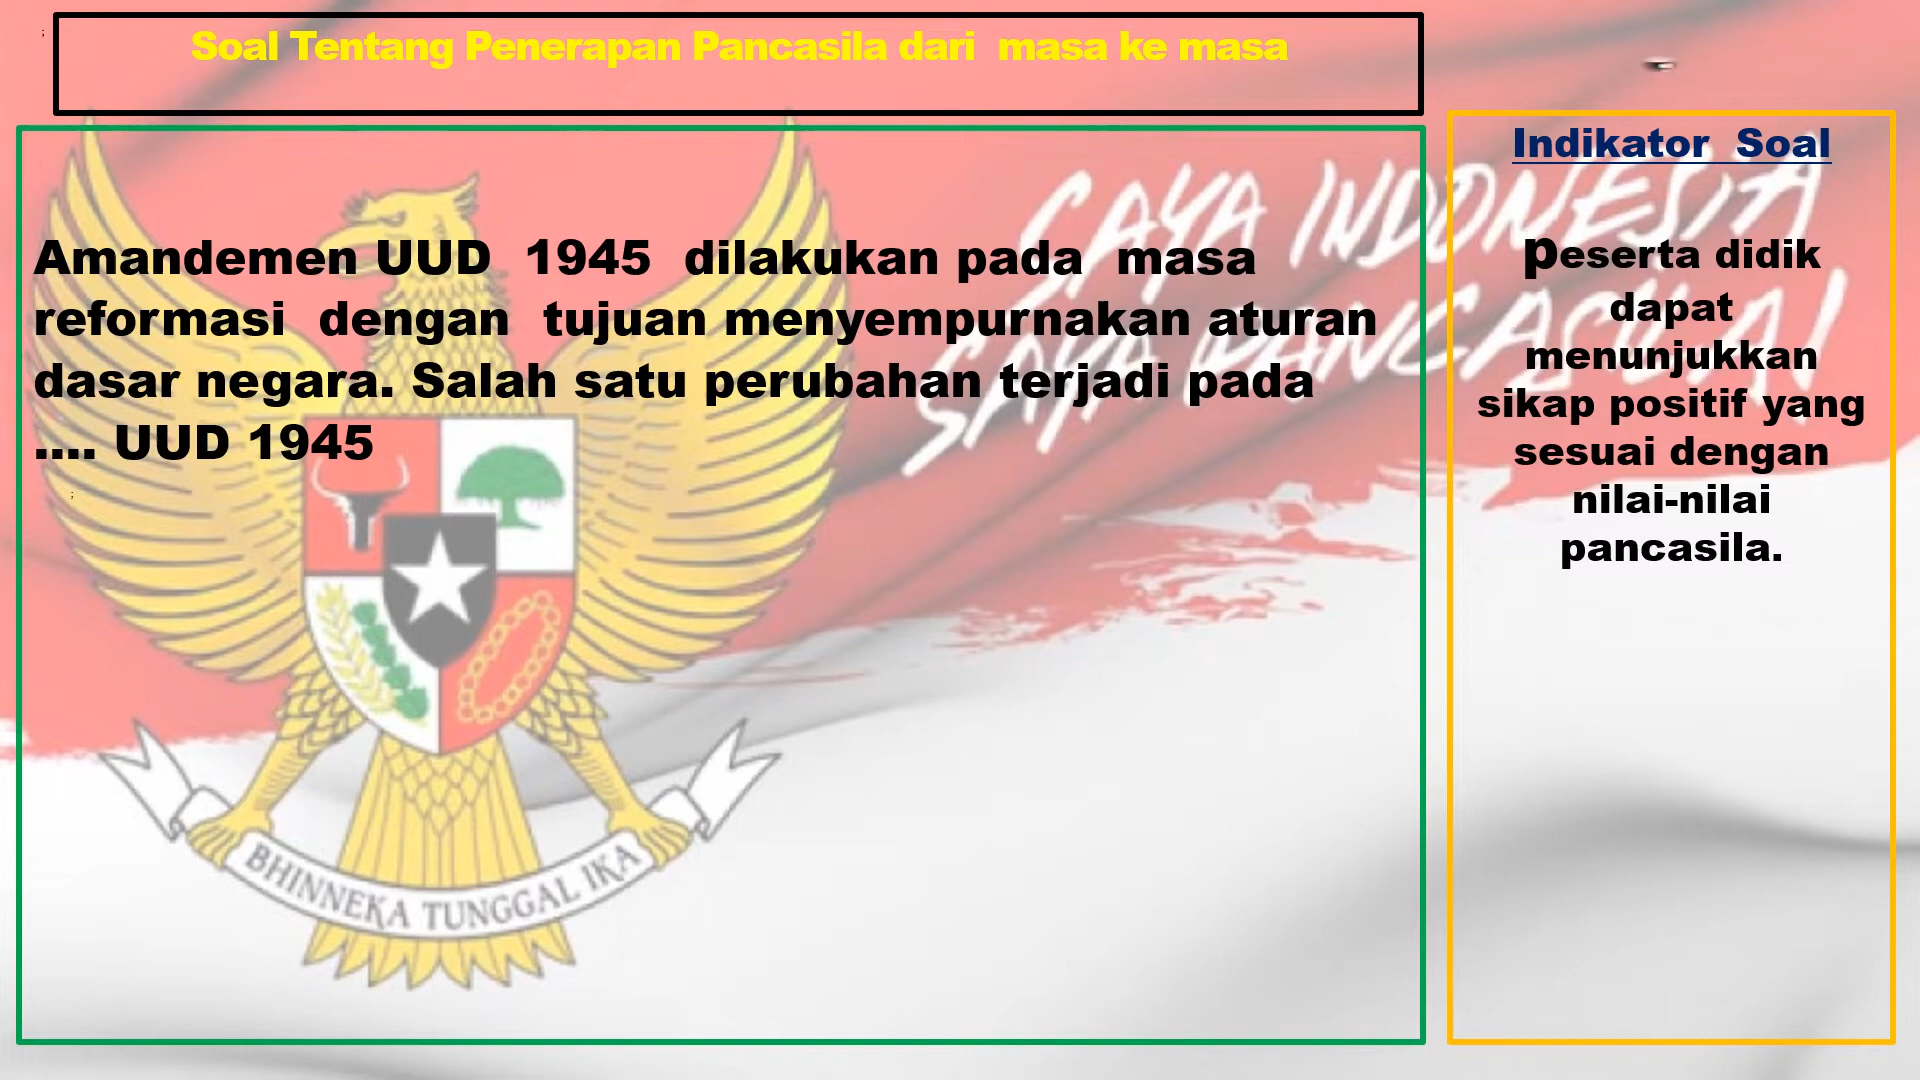 Soal Tentang Penerapan Pancasila dari masa ke masa
;
Amandemen UUD 1945 dilakukan pada masa
reformasi dengan tujuan menyempurnakan aturan
dasar negara. Salah satu perubahan terjadi pada
.... UUD 1945
;
SAYA INDONESIA
SAYA PANCASILA!
BHINNEKA TUNGGAL IKA
Indikator Soal
peserta didik
dapat
menunjukkan
sikap positif yang
sesuai dengan
nilai-nilai
pancasila.